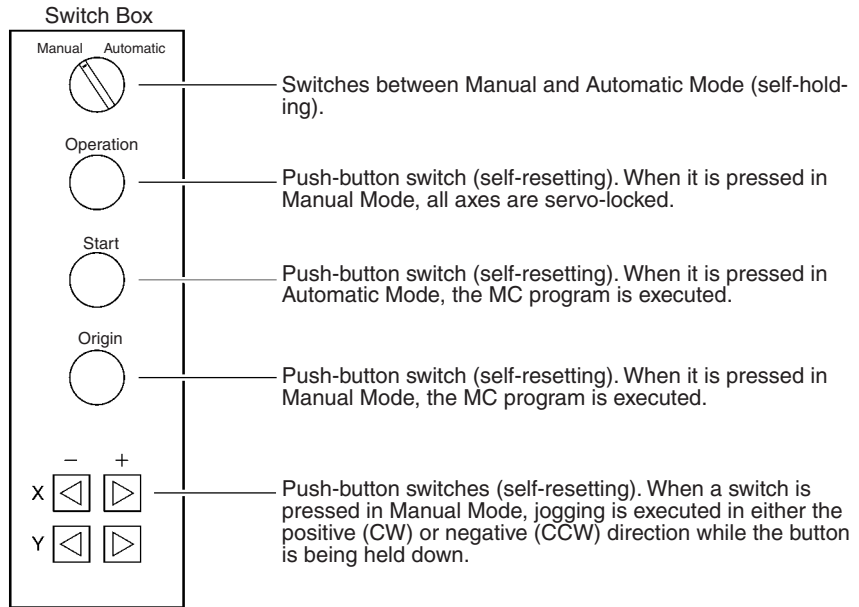 Switch Box
Manual Automatic
Switches between Manual and Automatic Mode (self-hold-
ing).
Operation
Push-button switch (self-resetting). When it is pressed in
Manual Mode, all axes are servo-locked.
Start
Push-button switch (self-resetting). When it is pressed in
Automatic Mode, the MC program is executed.
Origin
Push-button switch (self-resetting). When it is pressed in
Manual Mode, the MC program is executed.
− +
X
Y
Push-button switches (self-resetting). When a switch is
pressed in Manual Mode, jogging is executed in either the
positive (CW) or negative (CCW) direction while the button
is being held down.